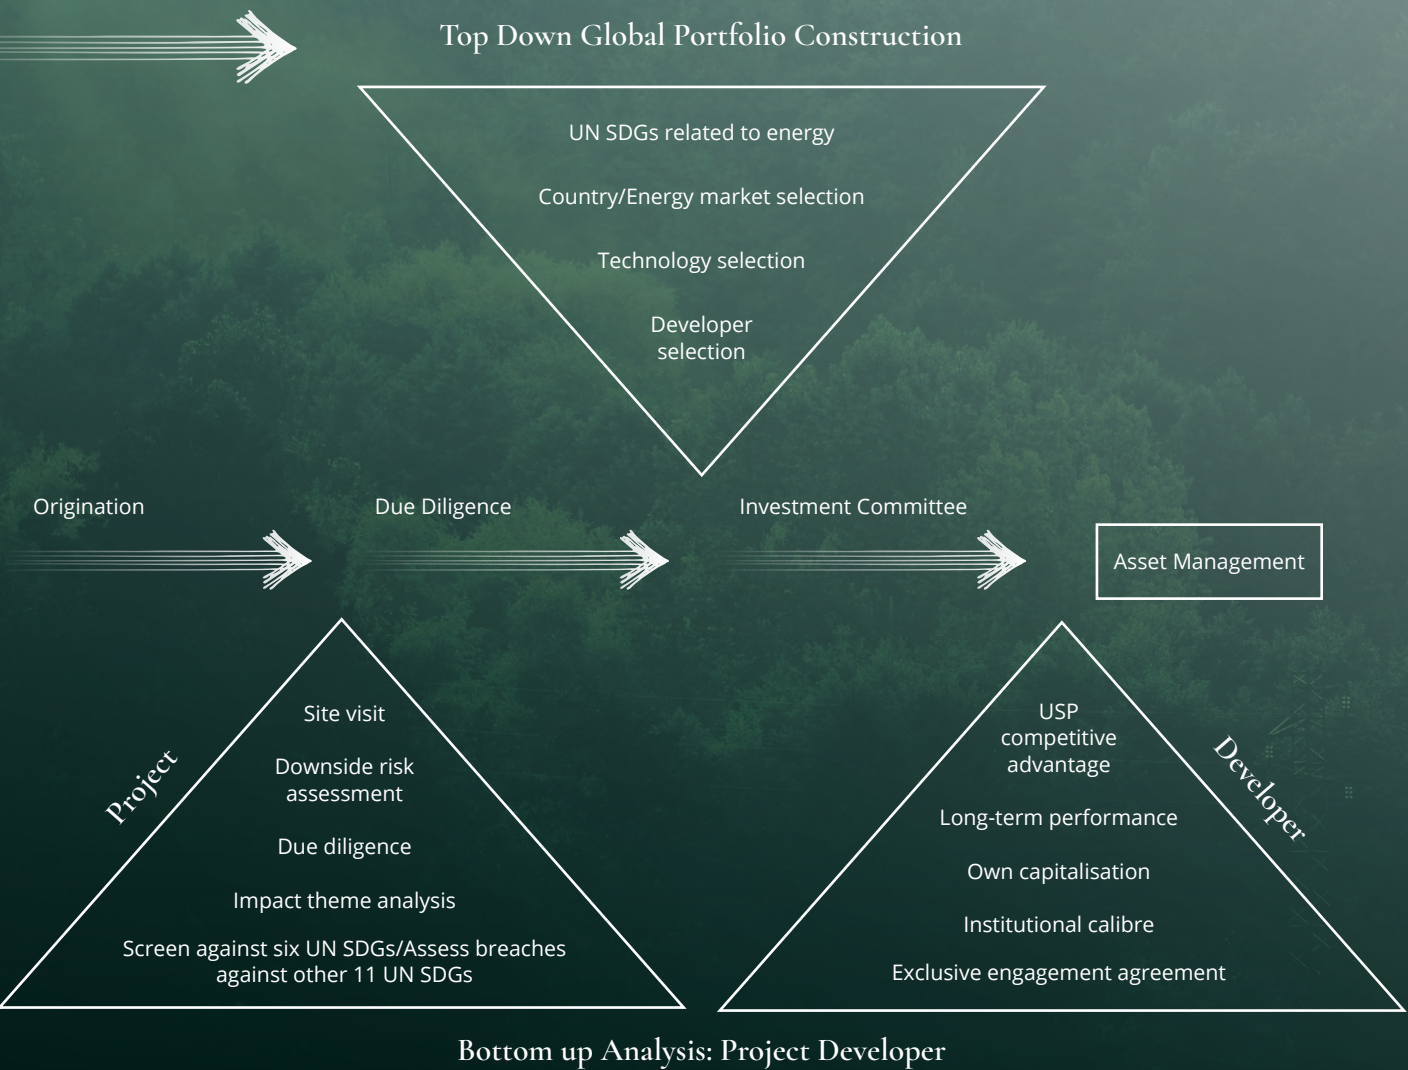 Top Down Global Portfolio Construction
UN SDGs related to energy
Country/Energy market selection
Technology selection
Developer
selection
Origination
Due Diligence
Investment Committee
Asset Management
Project
Site visit
Downside risk
assessment
Due diligence
Impact theme analysis
Screen against six UN SDGs/Assess breaches
against other 11 UN SDGs
USP
competitive
advantage
Long-term performance
Own capitalisation
Institutional calibre
Exclusive engagement agreement
Developer
Bottom up Analysis: Project Developer